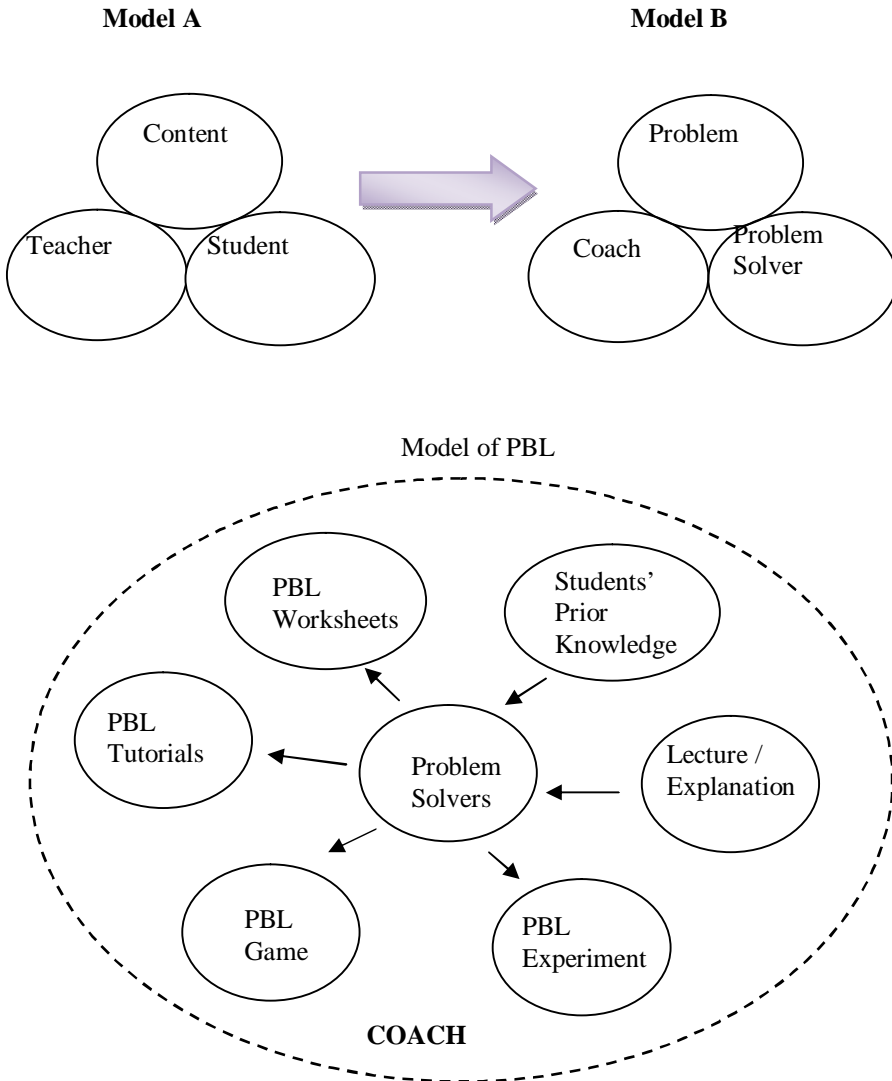 Model A
Model B
Content
Teacher
Student
Problem
Coach
Problem
Solver
Model of PBL
PBL
Worksheets
Students’
Prior
Knowledge
PBL
Tutorials
Problem
Solvers
Lecture /
Explanation
PBL
Game
PBL
Experiment
COACH